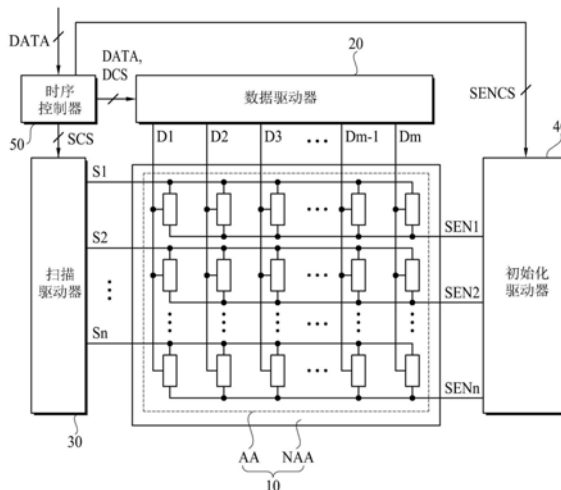 DATA
DATA,
DCS
20
时序
控制器
数据驱动器
SENCS
50
SCS
D1 D2 D3 Dm-1 Dm
40
S1
SEN1
S2
扫描
驱动器
初始化
驱动器
SEN2
Sn
SENn
30
AA NAA
10